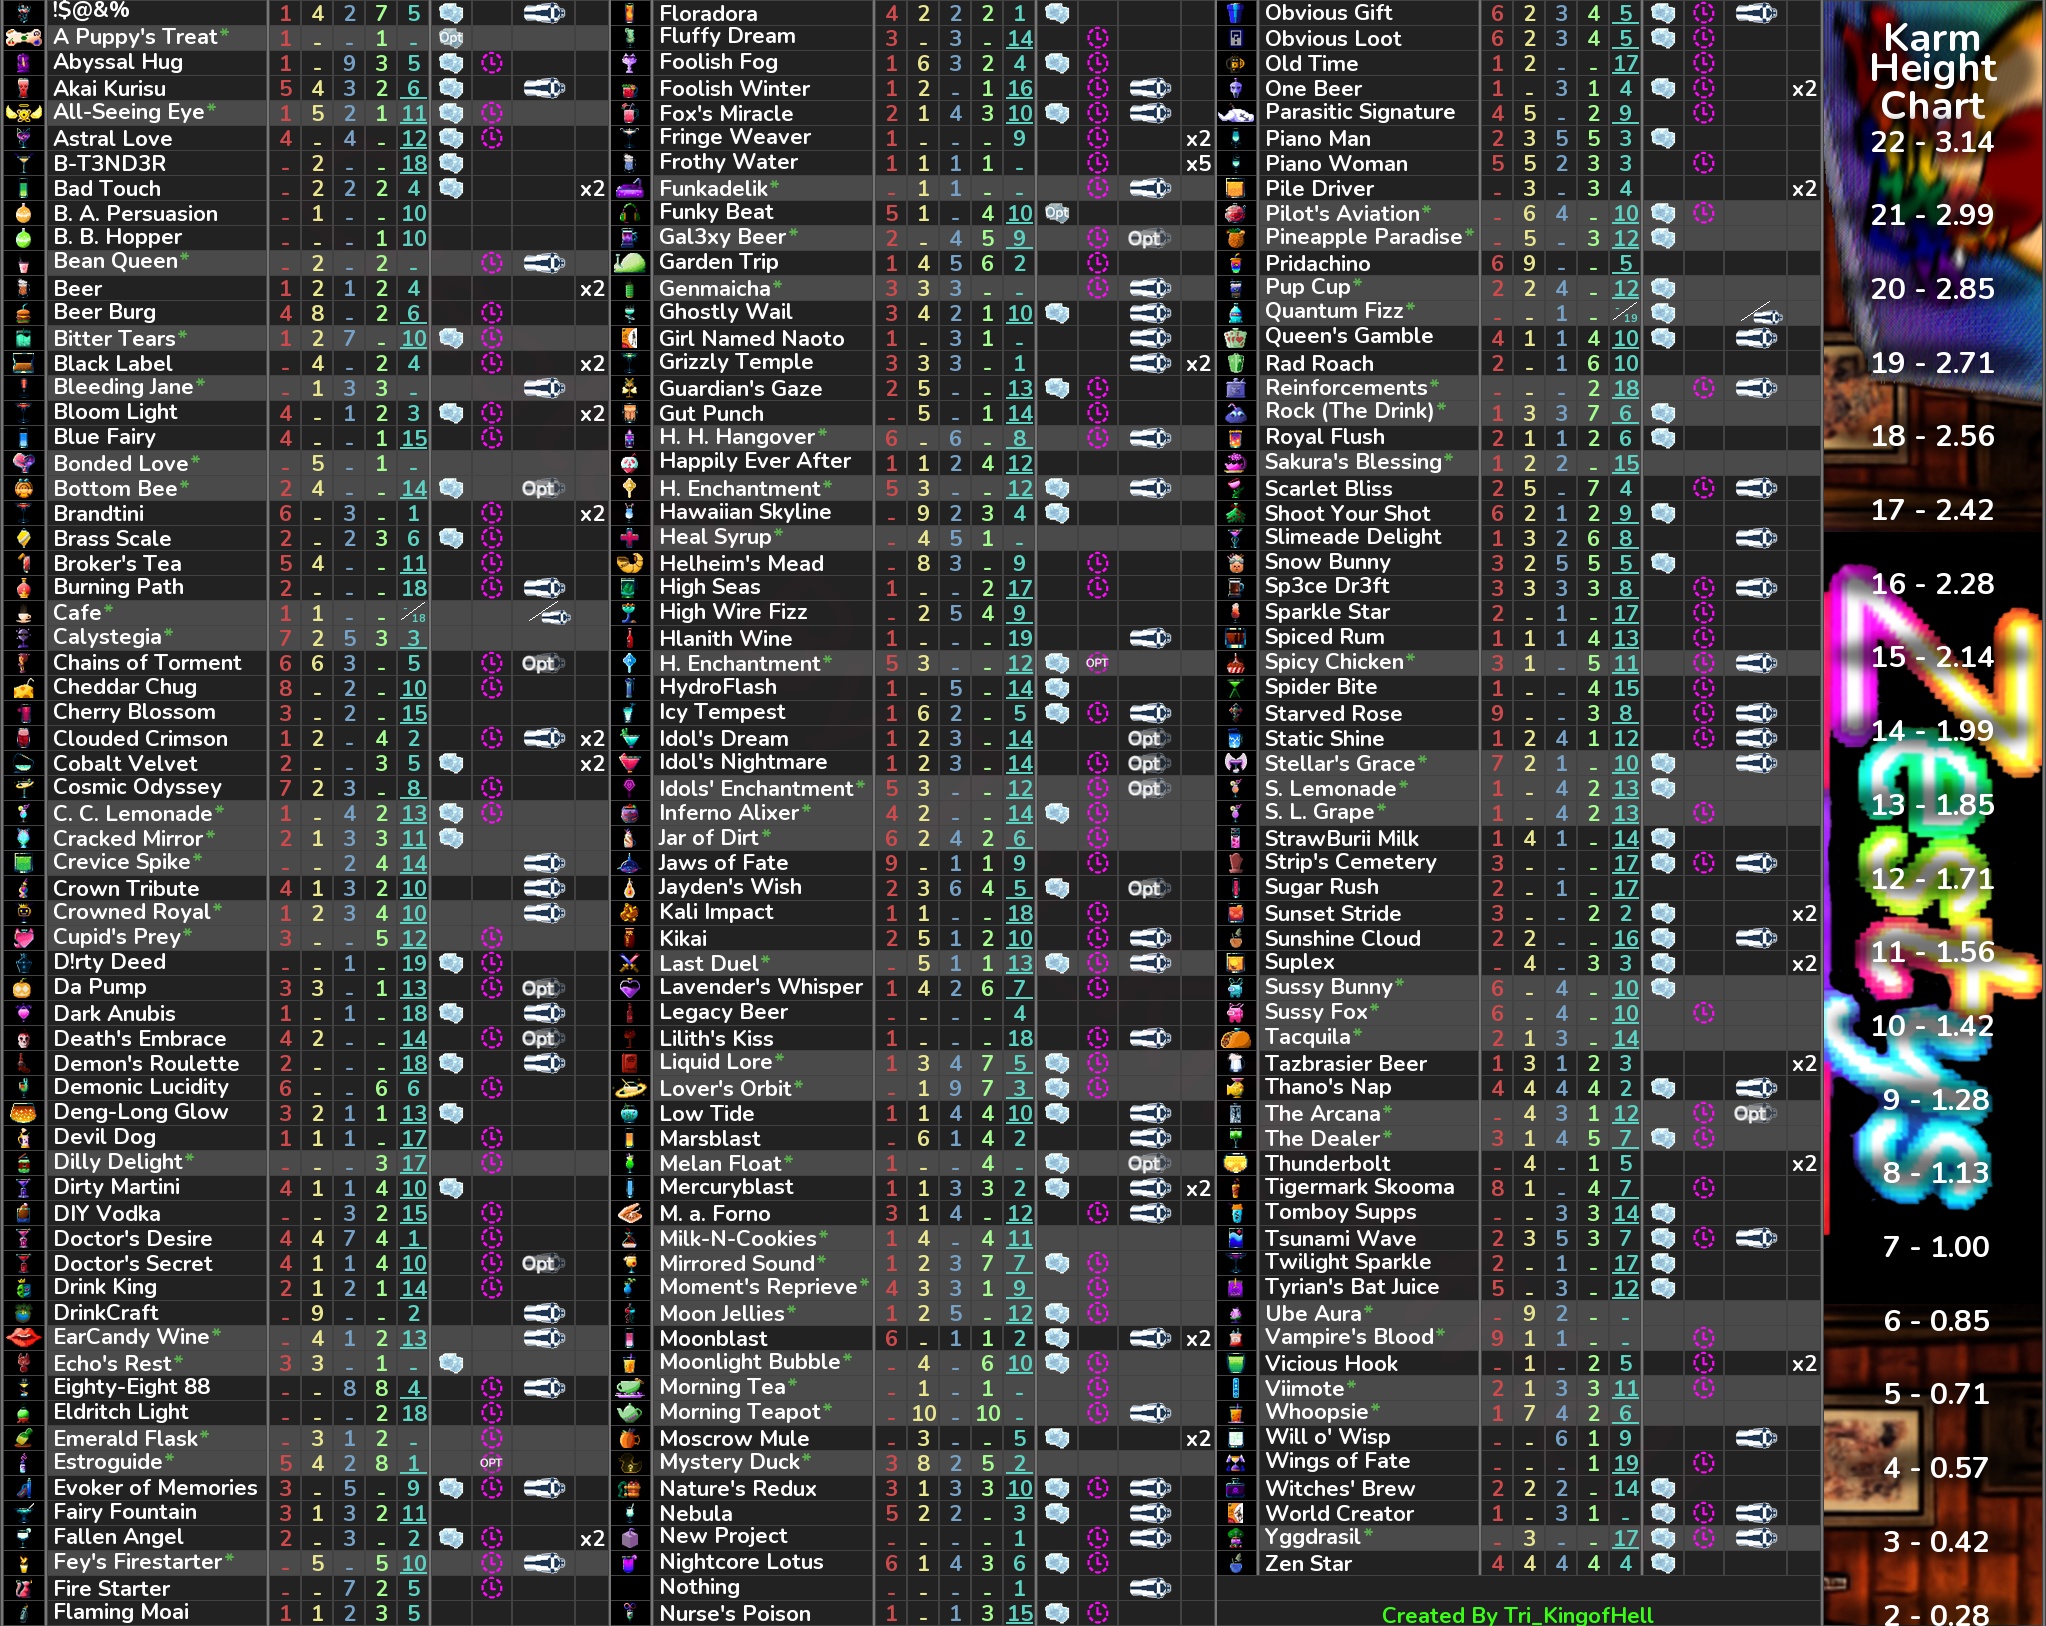 !$@&% 1 4 2 7 5
A Puppy's Treat* 1 - - 1 - Opt
Abyssal Hug 1 - 9 3 5
Akai Kurisu 5 4 3 2 6
All-Seeing Eye* 1 5 2 1 11
Astral Love 4 - 4 - 12
B-T3ND3R - 2 - - 18
Bad Touch - 2 2 2 4 x2
B. A. Persuasion - 1 - - 10
B. B. Hopper - - - 1 10
Bean Queen* - 2 - 2 -
Beer 1 2 1 2 4 x2
Beer Burg 4 8 - 2 6
Bitter Tears* 1 2 7 - 10
Black Label - 4 - 2 4 x2
Bleeding Jane* - 1 3 3 -
Bloom Light 4 - 1 2 3 x2
Blue Fairy 4 - - 1 15
Bonded Love* - 5 - 1 -
Bottom Bee* 2 4 - - 14 Opt
Brandtini 6 - 3 - 1 x2
Brass Scale 2 - 2 3 6
Broker's Tea 5 4 - - 11
Burning Path 2 - - - 18
Cafe* 1 1 - - -/18
Calystegia* 7 2 5 3 3
Chains of Torment 6 6 3 - 5 Opt
Cheddar Chug 8 - 2 - 10
Cherry Blossom 3 - 2 - 15
Clouded Crimson 1 2 - 4 2 x2
Cobalt Velvet 2 - - 3 5 x2
Cosmic Odyssey 7 2 3 - 8
C. C. Lemonade* 1 - 4 2 13
Cracked Mirror* 2 1 3 3 11
Crevice Spike* - - 2 4 14
Crown Tribute 4 1 3 2 10
Crowned Royal* 1 2 3 4 10
Cupid's Prey* 3 - - 5 12
D!rty Deed - - 1 - 19
Da Pump 3 3 - 1 13 Opt
Dark Anubis 1 - 1 - 18
Death's Embrace 4 2 - - 14 Opt
Demon's Roulette 2 - - - 18
Demonic Lucidity 6 - - 6 6
Deng-Long Glow 3 2 1 1 13
Devil Dog 1 1 1 - 17
Dilly Delight* - - - 3 17
Dirty Martini 4 1 1 4 10
DIY Vodka - - 3 2 15
Doctor's Desire 4 4 7 4 1
Doctor's Secret 4 1 1 4 10 Opt
Drink King 2 1 2 1 14
DrinkCraft - 9 - - 2
EarCandy Wine* - 4 1 2 13
Echo's Rest* 3 3 - 1 -
Eighty-Eight 88 - - 8 8 4
Eldritch Light - - - 2 18
Emerald Flask* - 3 1 2 -
Estroguide* 5 4 2 8 1 OPT
Evoker of Memories 3 - 5 - 9
Fairy Fountain 3 1 3 2 11
Fallen Angel 2 - 3 - 2 x2
Fey's Firestarter* - 5 - 5 10
Fire Starter - - 7 2 5
Flaming Moai 1 1 2 3 5
Floradora 4 2 2 2 1
Fluffy Dream 3 - 3 - 14
Foolish Fog 1 6 3 2 4
Foolish Winter 1 2 - 1 16
Fox's Miracle 2 1 4 3 10
Fringe Weaver 1 - - - 9 x2
Frothy Water 1 1 1 1 - x5
Funkadelik* - 1 1 - -
Funky Beat 5 1 - 4 10 Opt
Gal3xy Beer* 2 - 4 5 9 Opt
Garden Trip 1 4 5 6 2
Genmaicha* 3 3 3 - -
Ghostly Wail 3 4 2 1 10
Girl Named Naoto 1 - 3 1 -
Grizzly Temple 3 3 3 - 1 x2
Guardian's Gaze 2 5 - - 13
Gut Punch - 5 - 1 14
H. H. Hangover* 6 - 6 - 8
Happily Ever After 1 1 2 4 12
H. Enchantment* 5 3 - - 12
Hawaiian Skyline - 9 2 3 4
Heal Syrup* - 4 5 1 -
Helheim's Mead - 8 3 - 9
High Seas 1 - - 2 17
High Wire Fizz - 2 5 4 9
Hlanith Wine 1 - - - 19
H. Enchantment* 5 3 - - 12 OPT
HydroFlash 1 - 5 - 14
Icy Tempest 1 6 2 - 5
Idol's Dream 1 2 3 - 14 Opt
Idol's Nightmare 1 2 3 - 14 Opt
Idols' Enchantment* 5 3 - - 12 Opt
Inferno Alixer* 4 2 - - 14
Jar of Dirt* 6 2 4 2 6
Jaws of Fate 9 - 1 1 9
Jayden's Wish 2 3 6 4 5 Opt
Kali Impact 1 1 - - 18
Kikai 2 5 1 2 10
Last Duel* - 5 1 1 13
Lavender's Whisper 1 4 2 6 7
Legacy Beer - - - - 4
Lilith's Kiss 1 - - - 18
Liquid Lore* 1 3 4 7 5
Lover's Orbit* - 1 9 7 3
Low Tide 1 1 4 4 10
Marsblast - 6 1 4 2
Melan Float* 1 - - 4 - Opt
Mercuryblast 1 1 3 3 2 x2
M. a. Forno 3 1 4 - 12
Milk-N-Cookies* 1 4 - 4 11
Mirrored Sound* 1 2 3 7 7
Moment's Reprieve* 4 3 3 1 9
Moon Jellies* 1 2 5 - 12
Moonblast 6 - 1 1 2 x2
Moonlight Bubble* - 4 - 6 10
Morning Tea* - 1 - 1 -
Morning Teapot* - 10 - 10 -
Moscrow Mule - 3 - - 5 x2
Mystery Duck* 3 8 2 5 2
Nature's Redux 3 1 3 3 10
Nebula 5 2 2 - 3
New Project - - - - 1
Nightcore Lotus 6 1 4 3 6
Nothing - - - - 1
Nurse's Poison 1 - 1 3 15
Obvious Gift 6 2 3 4 5
Obvious Loot 6 2 3 4 5
Old Time 1 2 - - 17
One Beer 1 - 3 1 4 x2
Parasitic Signature 4 5 - 2 9
Piano Man 2 3 5 5 3
Piano Woman 5 5 2 3 3
Pile Driver - 3 - 3 4 x2
Pilot's Aviation* - 6 4 - 10
Pineapple Paradise* - 5 - 3 12
Pridachino 6 9 - - 5
Pup Cup* 2 2 4 - 12
Quantum Fizz* - - 1 - -/19
Queen's Gamble 4 1 1 4 10
Rad Roach 2 - 1 6 10
Reinforcements* - - - 2 18
Rock (The Drink)* 1 3 3 7 6
Royal Flush 2 1 1 2 6
Sakura's Blessing* 1 2 2 - 15
Scarlet Bliss 2 5 - 7 4
Shoot Your Shot 6 2 1 2 9
Slimeade Delight 1 3 2 6 8
Snow Bunny 3 2 5 5 5
Sp3ce Dr3ft 3 3 3 3 8
Sparkle Star 2 - 1 - 17
Spiced Rum 1 1 1 4 13
Spicy Chicken* 3 1 - 5 11
Spider Bite 1 - - 4 15
Starved Rose 9 - - 3 8
Static Shine 1 2 4 1 12
Stellar's Grace* 7 2 1 - 10
S. Lemonade* 1 - 4 2 13
S. L. Grape* 1 - 4 2 13
StrawBurii Milk 1 4 1 - 14
Strip's Cemetery 3 - - - 17
Sugar Rush 2 - 1 - 17
Sunset Stride 3 - - 2 2 x2
Sunshine Cloud 2 2 - - 16
Suplex - 4 - 3 3 x2
Sussy Bunny* 6 - 4 - 10
Sussy Fox* 6 - 4 - 10
Tacquila* 2 1 3 - 14
Tazbrasier Beer 1 3 1 2 3 x2
Thano's Nap 4 4 4 4 2
The Arcana* - 4 3 1 12 Opt
The Dealer* 3 1 4 5 7
Thunderbolt - 4 - 1 5 x2
Tigermark Skooma 8 1 - 4 7
Tomboy Supps - - 3 3 14
Tsunami Wave 2 3 5 3 7
Twilight Sparkle 2 - 1 - 17
Tyrian's Bat Juice 5 - 3 - 12
Ube Aura* - 9 2 - -
Vampire's Blood* 9 1 1 - -
Vicious Hook - 1 - 2 5 x2
Viimote* 2 1 3 3 11
Whoopsie* 1 7 4 2 6
Will o' Wisp - - 6 1 9
Wings of Fate - - - 1 19
Witches' Brew 2 2 2 - 14
World Creator 1 - 3 1 -
Yggdrasil* - 3 - - 17
Zen Star 4 4 4 4 4
Created By Tri_KingofHell
Karm
Height
Chart
22 - 3.14
21 - 2.99
20 - 2.85
19 - 2.71
18 - 2.56
17 - 2.42
16 - 2.28
15 - 2.14
14 - 1.99
13 - 1.85
12 - 1.71
11 - 1.56
10 - 1.42
9 - 1.28
8 - 1.13
7 - 1.00
6 - 0.85
5 - 0.71
4 - 0.57
3 - 0.42
2 - 0.28